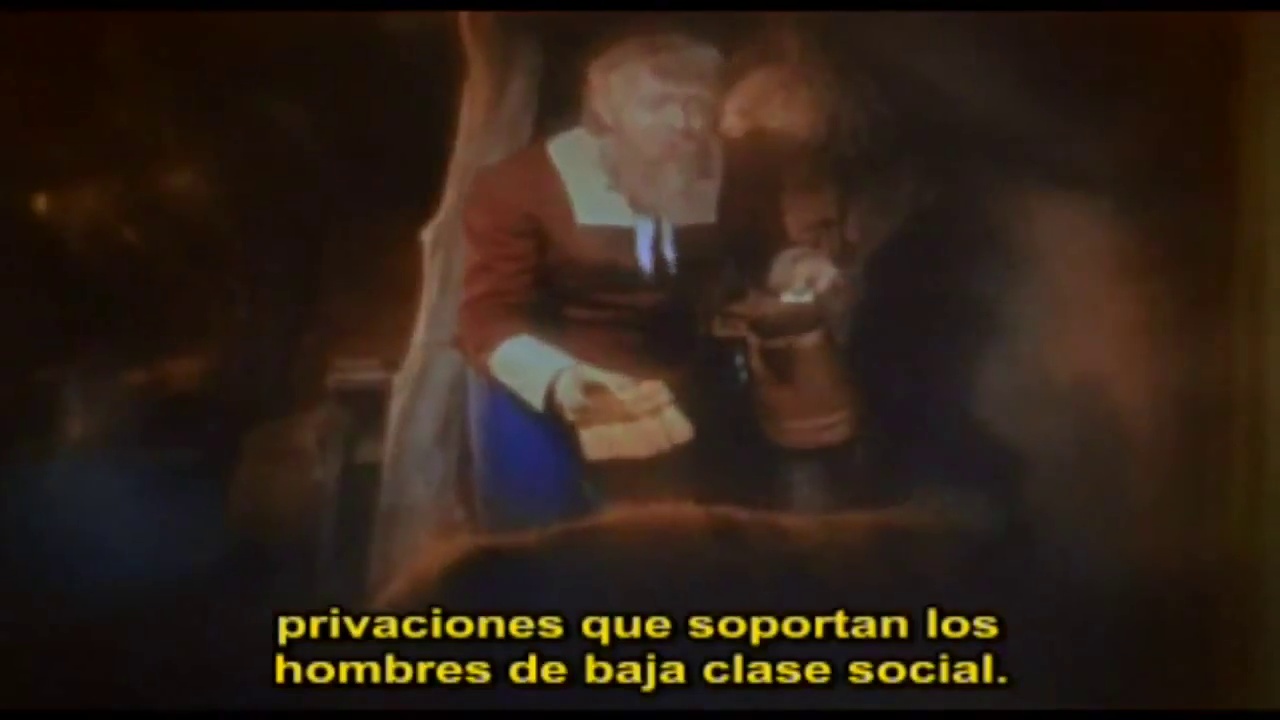 privaciones que soportan los
hombres de baja clase social.